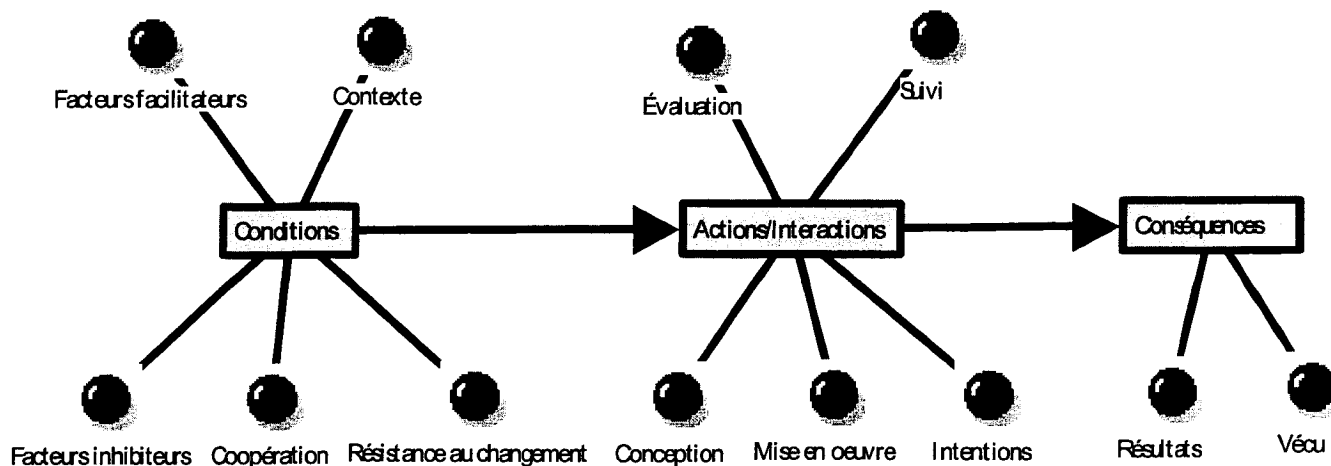 Facteurs facilitateurs
Contexte
Évaluation
Suivi
Conditions
Actions/Interactions
Conséquences
Facteurs inhibiteurs
Coopération
Résistance au changement
Conception
Mise en oeuvre
Intentions
Résultats
Vécu